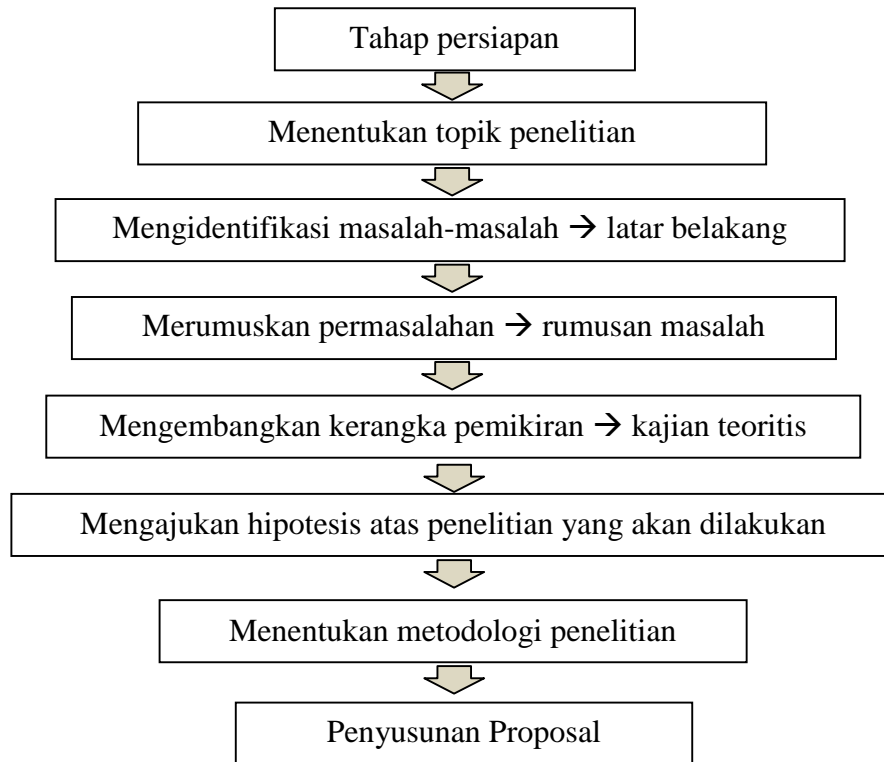 Tahap persiapan
Menentukan topik penelitian
Mengidentifikasi masalah-masalah → latar belakang
Merumuskan permasalahan → rumusan masalah
Mengembangkan kerangka pemikiran → kajian teoritis
Mengajukan hipotesis atas penelitian yang akan dilakukan
Menentukan metodologi penelitian
Penyusunan Proposal